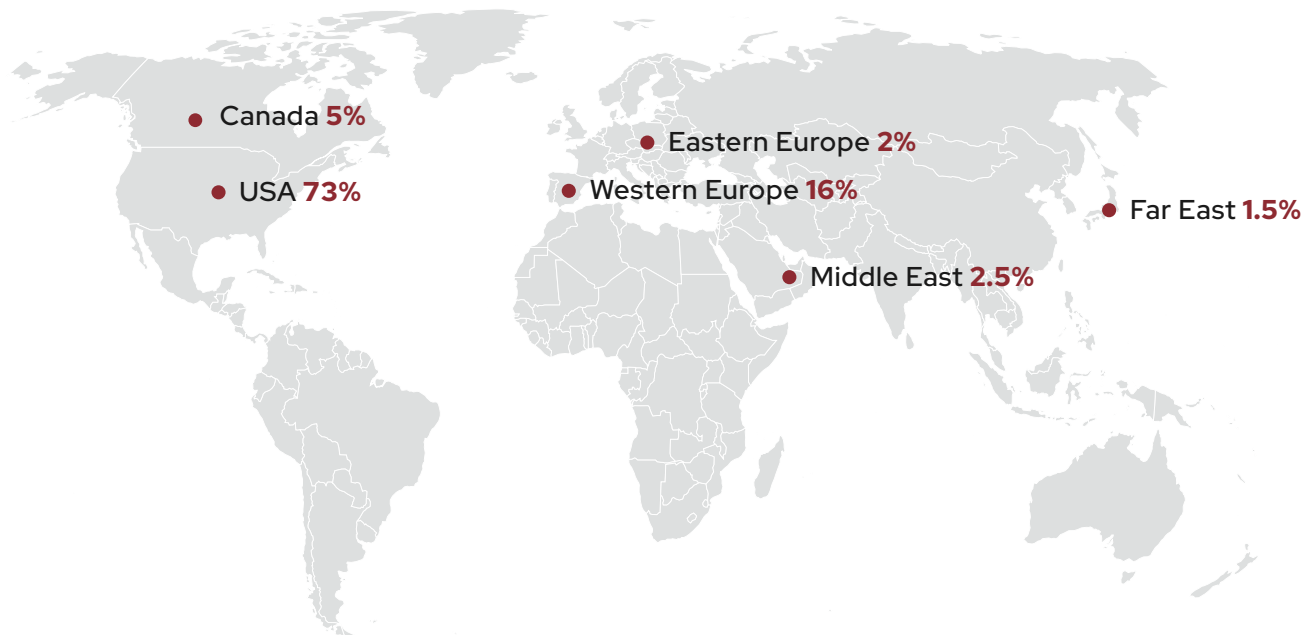 Canada 5%
Eastern Europe 2%
USA 73%
Western Europe 16%
Far East 1.5%
Middle East 2.5%